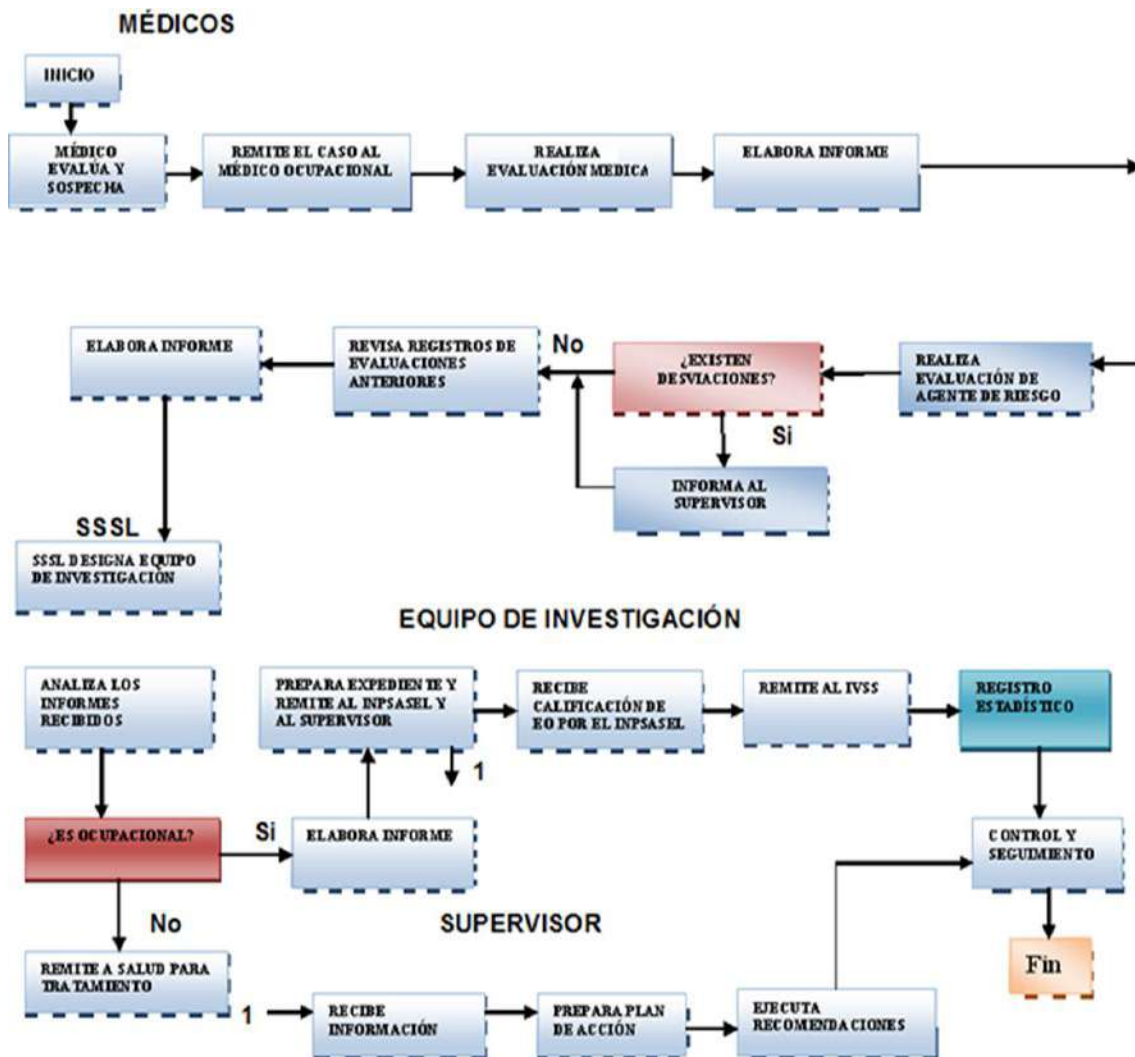 MÉDICOS
INICIO
MÉDICO
EVALÚA Y
SOSPECHA
REMITE EL CASO AL
MÉDICO OCUPACIONAL
REALIZA
EVALUACIÓN MEDICA
ELABORA INFORME
ELABORA INFORME
REVISA REGISTROS DE
EVALUACIONES
ANTERIORES
No
¿EXISTEN
DESVIACIONES?
Si
REALIZA
EVALUACIÓN DE
AGENTE DE RIESGO
INFORMA AL
SUPERVISOR
SSSL
SSSL DESIGNA EQUIPO
DE INVESTIGACIÓN
EQUIPO DE INVESTIGACIÓN
ANALIZA LOS
INFORMES
RECIBIDOS
PREPARA EXPEDIENTE Y
REMITE AL INPSASEL Y
AL SUPERVISOR
RECIBE
CALIFICACIÓN DE
EO POR EL INPSASEL
REMITE AL IVSS
REGISTRO
ESTADÍSTICO
1
¿ES OCUPACIONAL?
Si
ELABORA INFORME
CONTROL Y
SEGUIMIENTO
No
SUPERVISOR
REMITE A SALUD PARA
TRATAMIENTO
Fin
1
RECIBE
INFORMACIÓN
PREPARA PLAN
DE ACCIÓN
EJECUTA
RECOMENDACIONES